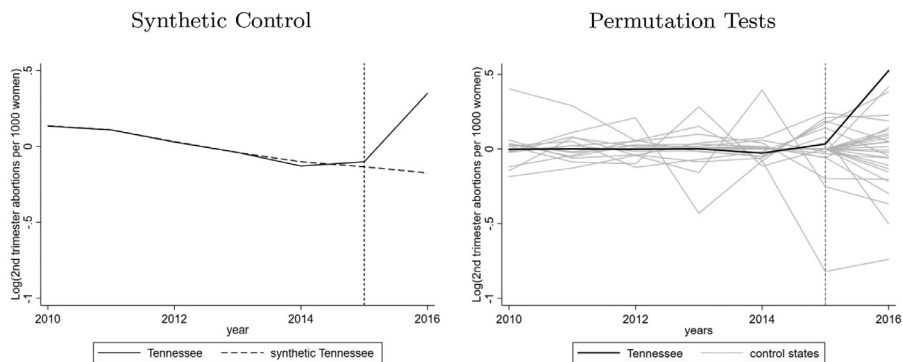 Synthetic Control
Log(2nd trimester abortions per 1000 women)
.5
0
-.5
-1
2010
2012
2014
2016
year
Tennessee
synthetic Tennessee
Permutation Tests
Log(2nd trimester abortions per 1000 women)
.5
0
-.5
-1
2010
2012
2014
2016
years
Tennessee
control states